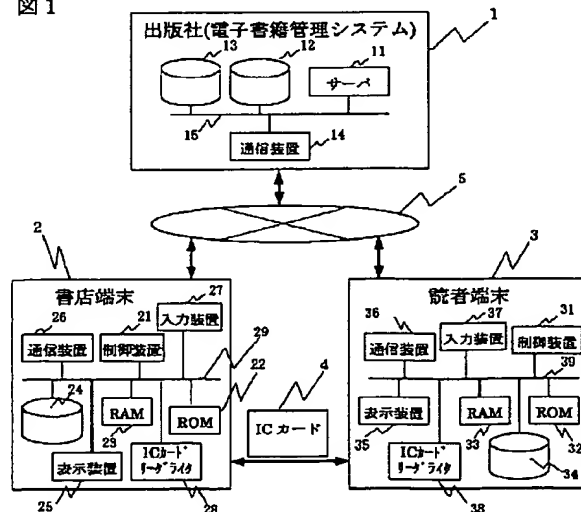 図1
出版社(電子書籍管理システム)
1
13
12
11
サーバ
15
通信装置
14
5
2
3
書店端末
27
入力装置
26
21
通信装置
制御装置
29
22
24
RAM
23
ROM
表示装置
ICカード
リーダライタ
25
28
4
ICカード
読者端末
36
37
31
通信装置
入力装置
制御装置
39
表示装置
RAM
ROM
35
33
32
ICカード
リーダライタ
34
38